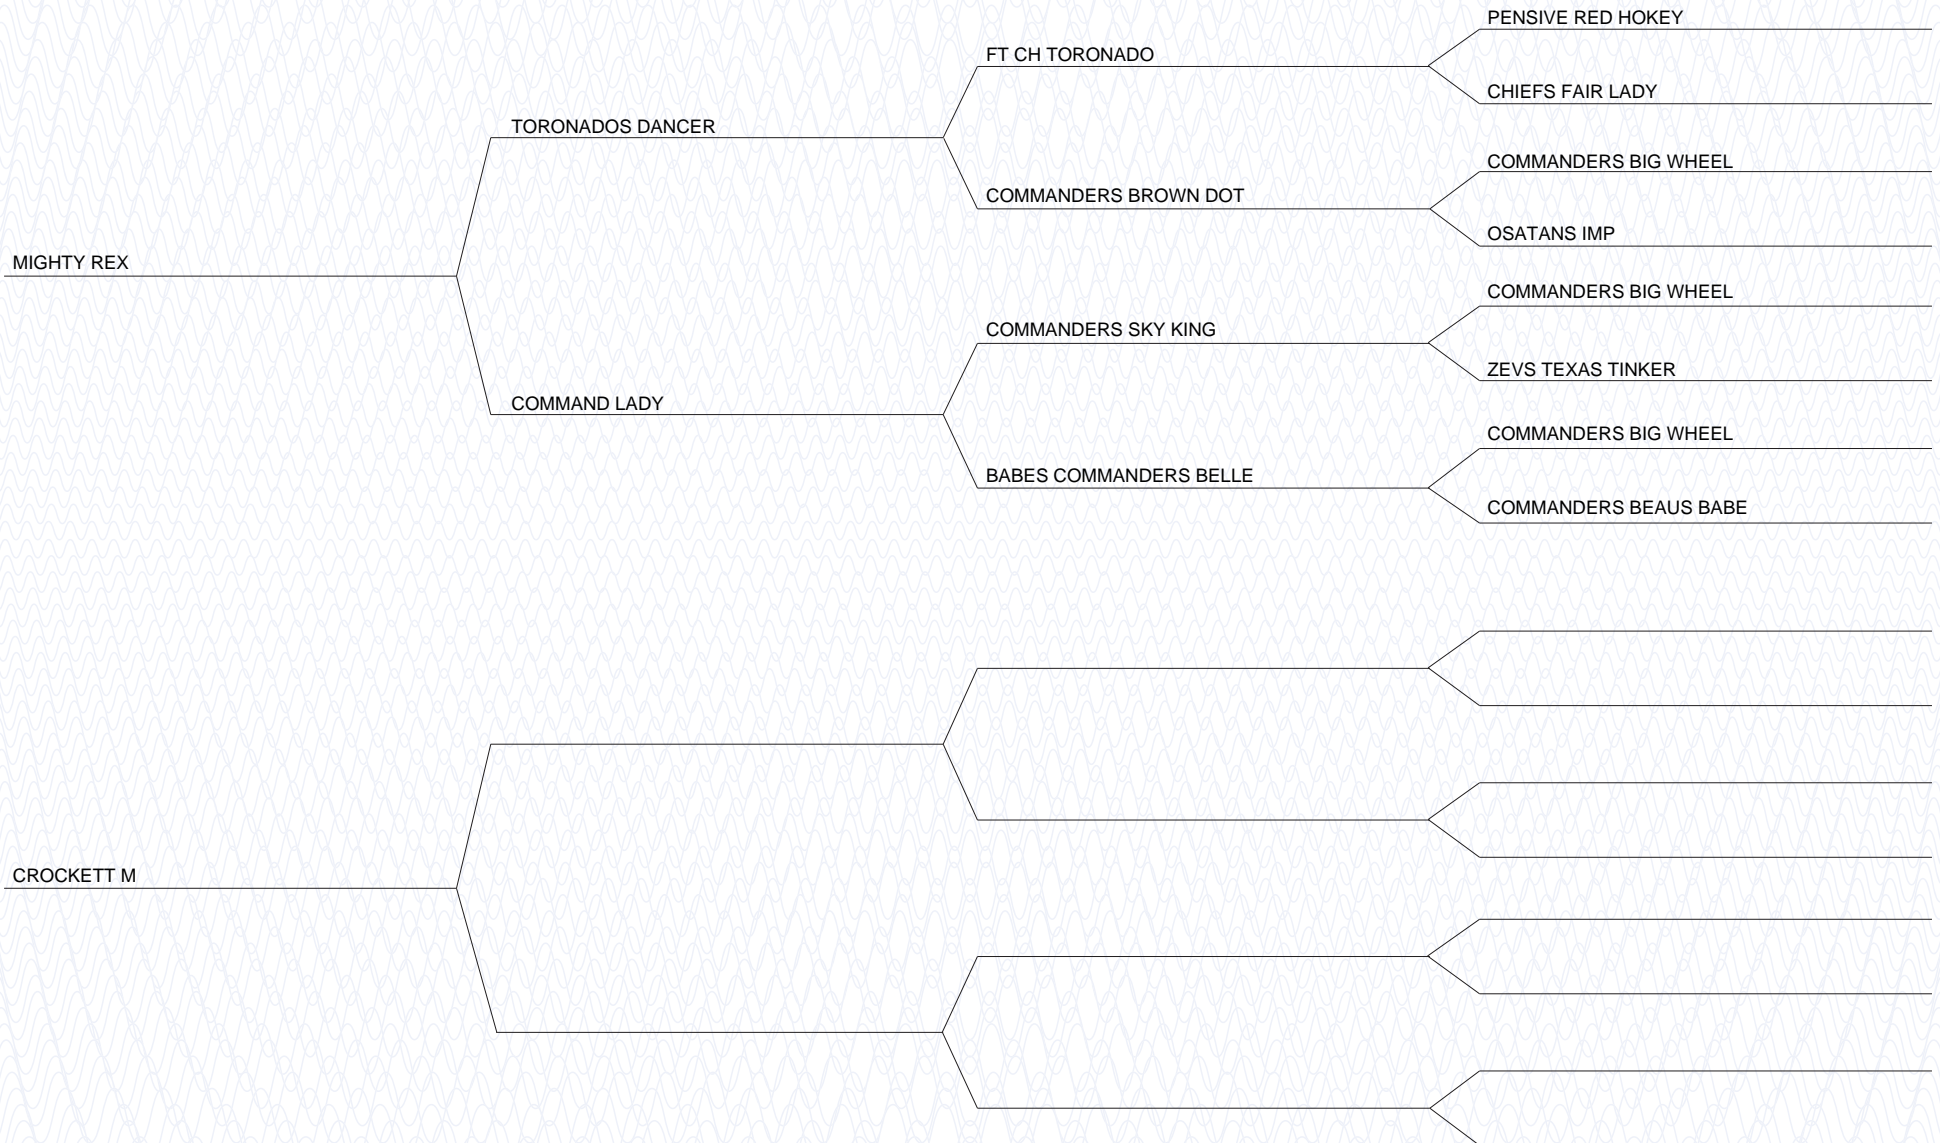 PENSIVE RED HOKEY
FT CH TORONADO
CHIEFS FAIR LADY
TORONADOS DANCER
COMMANDERS BIG WHEEL
COMMANDERS BROWN DOT
OSATANS IMP
MIGHTY REX
COMMANDERS BIG WHEEL
COMMANDERS SKY KING
ZEVS TEXAS TINKER
COMMAND LADY
COMMANDERS BIG WHEEL
BABES COMMANDERS BELLE
COMMANDERS BEAUS BABE
CROCKETT M